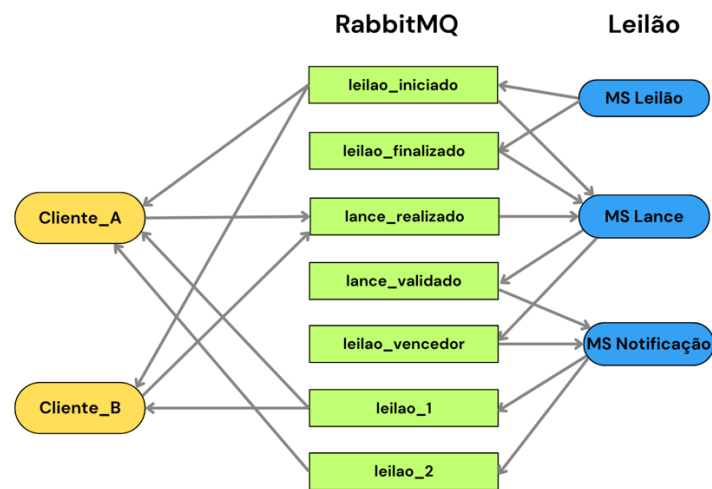 RabbitMQ
Leilão
leilao_iniciado
MS Leilão
leilao_finalizado
Cliente_A
lance_realizado
MS Lance
lance_validado
leilao_vencedor
MS Notificação
Cliente_B
leilao_1
leilao_2